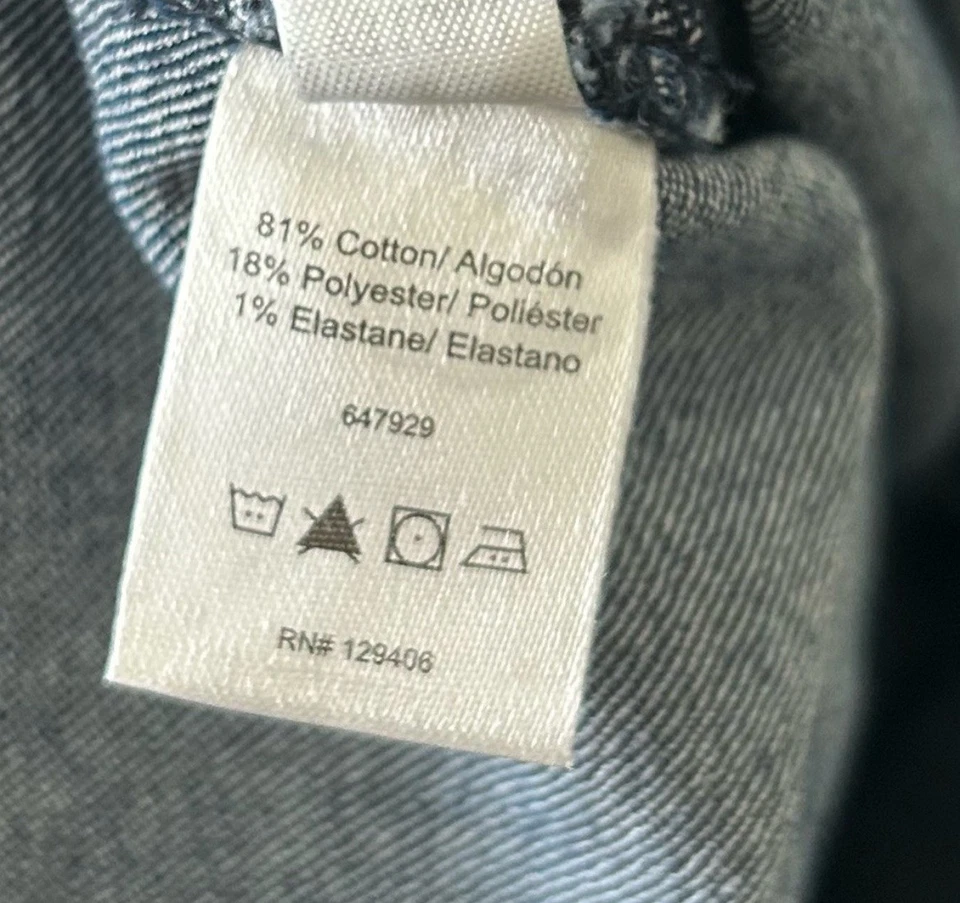 81% Cotton/ Algodón
18% Polyester/ Poliéster
1% Elastane/ Elastano
647929
RN# 129406